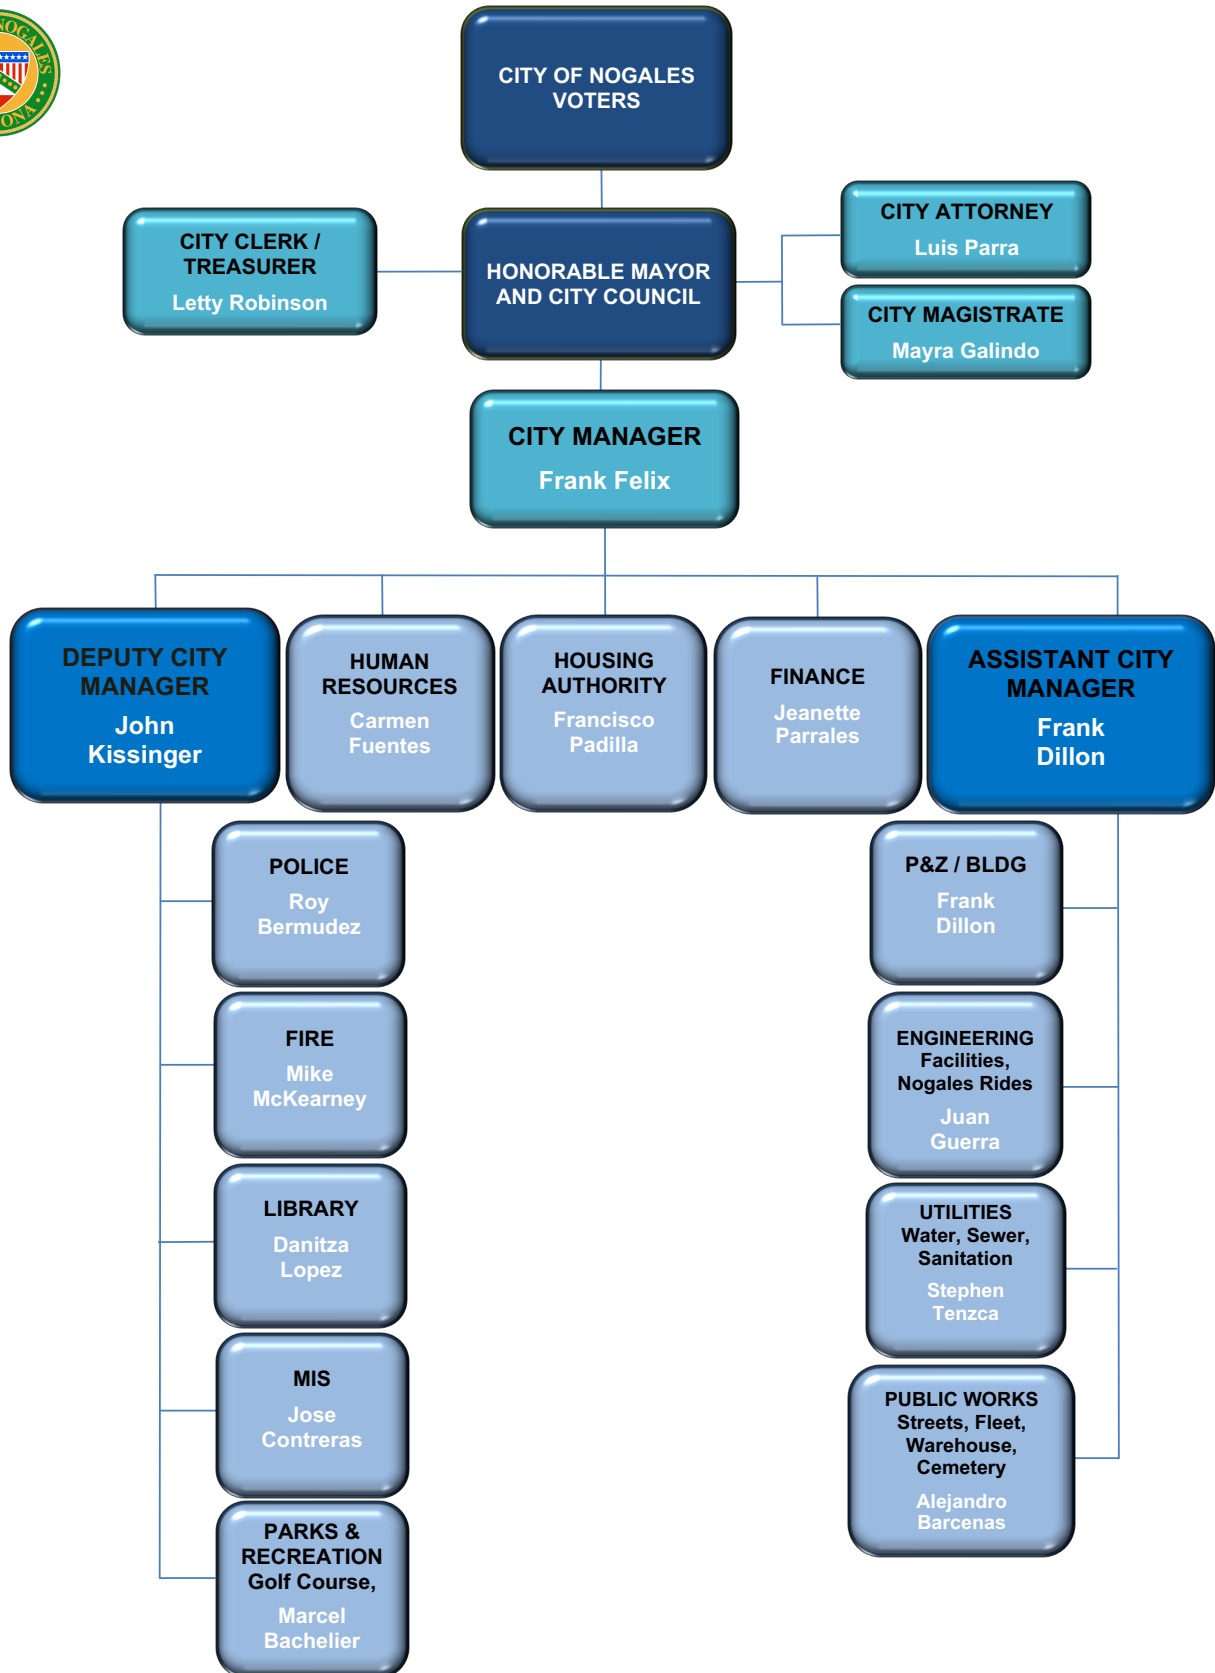 NOGALES
ONA
CITY OF NOGALES
VOTERS
CITY CLERK /
TREASURER
Letty Robinson
HONORABLE MAYOR
AND CITY COUNCIL
CITY ATTORNEY
Luis Parra
CITY MAGISTRATE
Mayra Galindo
CITY MANAGER
Frank Felix
DEPUTY CITY
MANAGER
John
Kissinger
HUMAN
RESOURCES
Carmen
Fuentes
HOUSING
AUTHORITY
Francisco
Padilla
FINANCE
Jeanette
Parrales
ASSISTANT CITY
MANAGER
Frank
Dillon
POLICE
Roy
Bermudez
FIRE
Mike
McKearney
LIBRARY
Danitza
Lopez
MIS
Jose
Contreras
PARKS &
RECREATION
Golf Course,
Marcel
Bachelier
P&Z / BLDG
Frank
Dillon
ENGINEERING
Facilities,
Nogales Rides
Juan
Guerra
UTILITIES
Water, Sewer,
Sanitation
Stephen
Tenzca
PUBLIC WORKS
Streets, Fleet,
Warehouse,
Cemetery
Alejandro
Barcenas